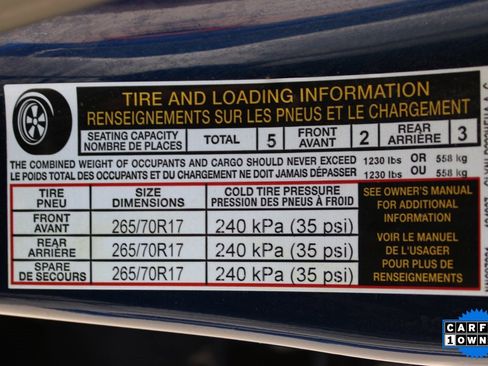 TIRE AND LOADING INFORMATION
RENSEIGNEMENTS SUR LES PNEUS ET LE CHARGEMENT
SEATING CAPACITY TOTAL 5 FRONT 2 REAR 3
NOMBRE DE PLACES AVANT ARRIÈRE
THE COMBINED WEIGHT OF OCCUPANTS AND CARGO SHOULD NEVER EXCEED 1230 lbs OR 558 kg
LE POIDS TOTAL DES OCCUPANTS ET DU CHARGEMENT NE DOIT JAMAIS DÉPASSER 1230 lbs OU 558 kg
TIRE SIZE COLD TIRE PRESSURE
PNEU DIMENSIONS PRESSION DES PNEUS À FROID
FRONT
AVANT 265/70R17 240 kPa (35 psi)
REAR
ARRIÈRE 265/70R17 240 kPa (35 psi)
SPARE
DE SECOURS 265/70R17 240 kPa (35 psi)
SEE OWNER'S MANUAL
FOR ADDITIONAL
INFORMATION
VOIR LE MANUEL
DE L'USAGER
POUR PLUS DE
RENSEIGNEMENTS
CARF
1 OWN